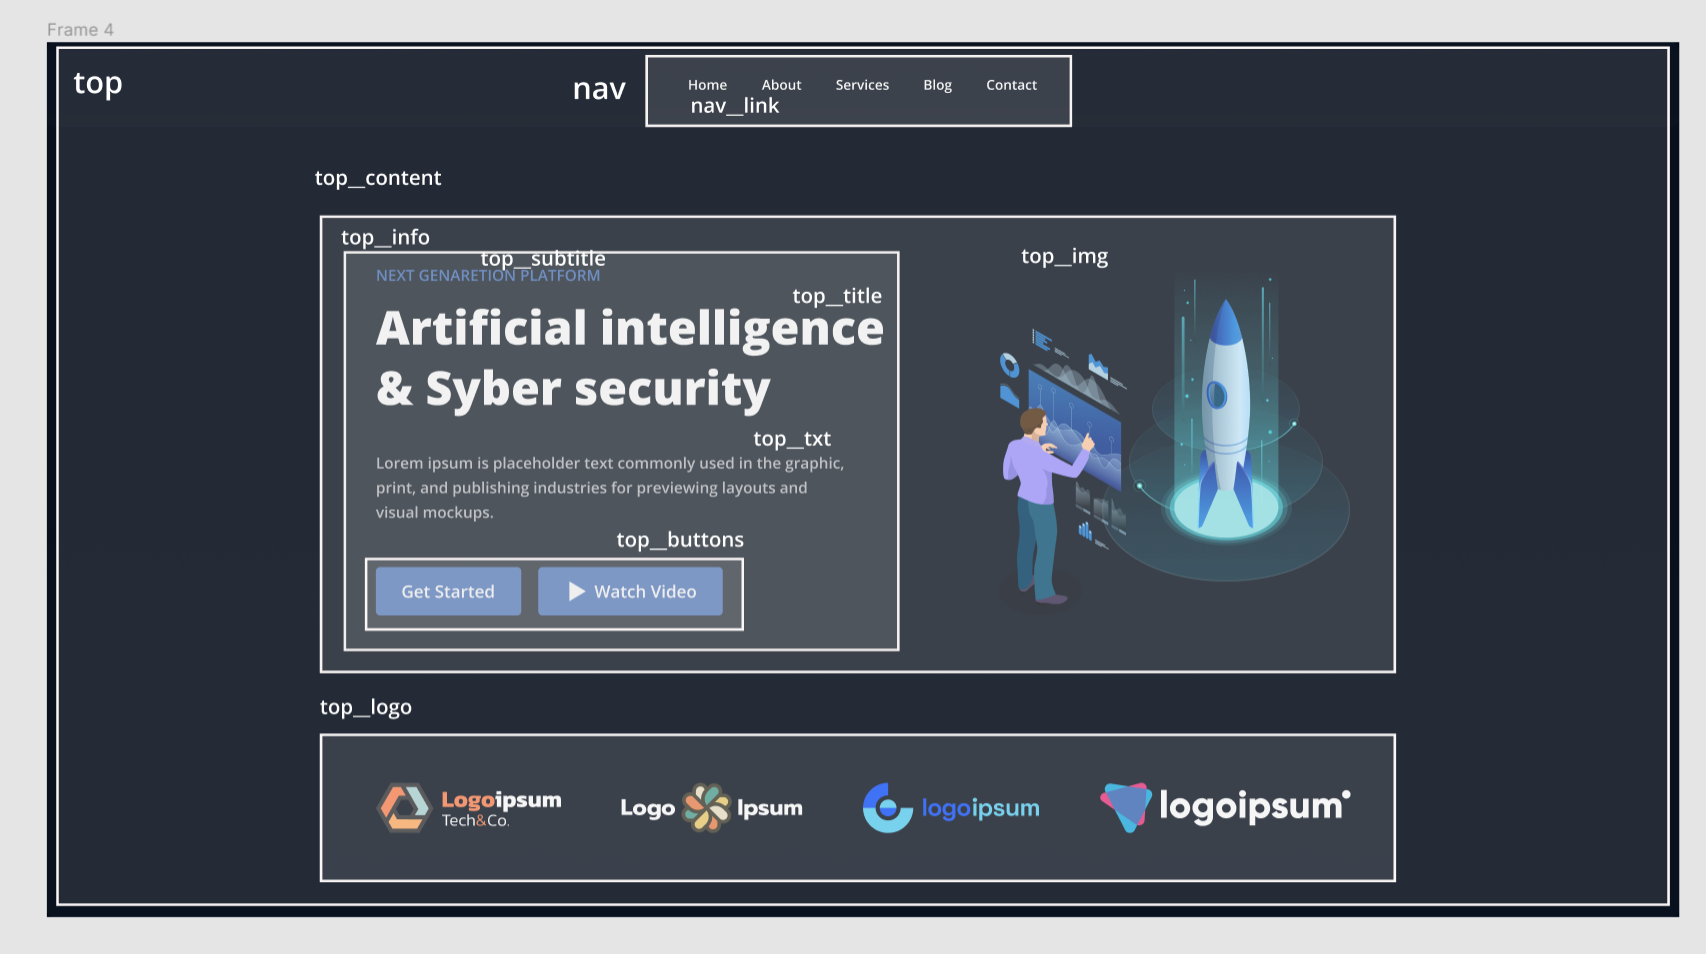 Frame 4
top
nav
Home About Services Blog Contact
nav__link
top__content
top__info
top__subtitle
top__img
NEXT GENARETION PLATFORM
top__title
Artificial intelligence
& Syber security
top__txt
Lorem ipsum is placeholder text commonly used in the graphic,
print, and publishing industries for previewing layouts and
visual mockups.
top__buttons
Get Started
Watch Video
top__logo
Logoipsum
Tech&Co.
Logo Ipsum
logoipsum
logoipsum